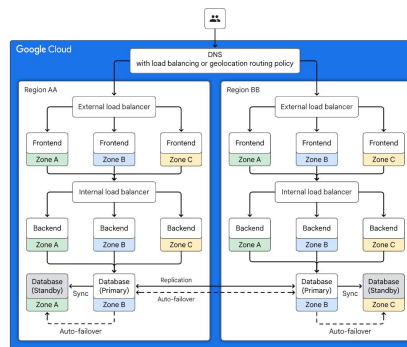 Google Cloud
DNS
with load balancing or geolocation routing policy
Region AA
External load balancer
Frontend
Zone A
Frontend
Zone B
Frontend
Zone C
Internal load balancer
Backend
Zone A
Backend
Zone B
Backend
Zone C
Database
(Standby)
Zone A
Sync
Database
(Primary)
Zone B
Auto-failover
Replication
Auto-failover
Region BB
External load balancer
Frontend
Zone A
Frontend
Zone B
Frontend
Zone C
Internal load balancer
Backend
Zone A
Backend
Zone B
Backend
Zone C
Database
(Primary)
Zone B
Sync
Database
(Standby)
Zone C
Auto-failover